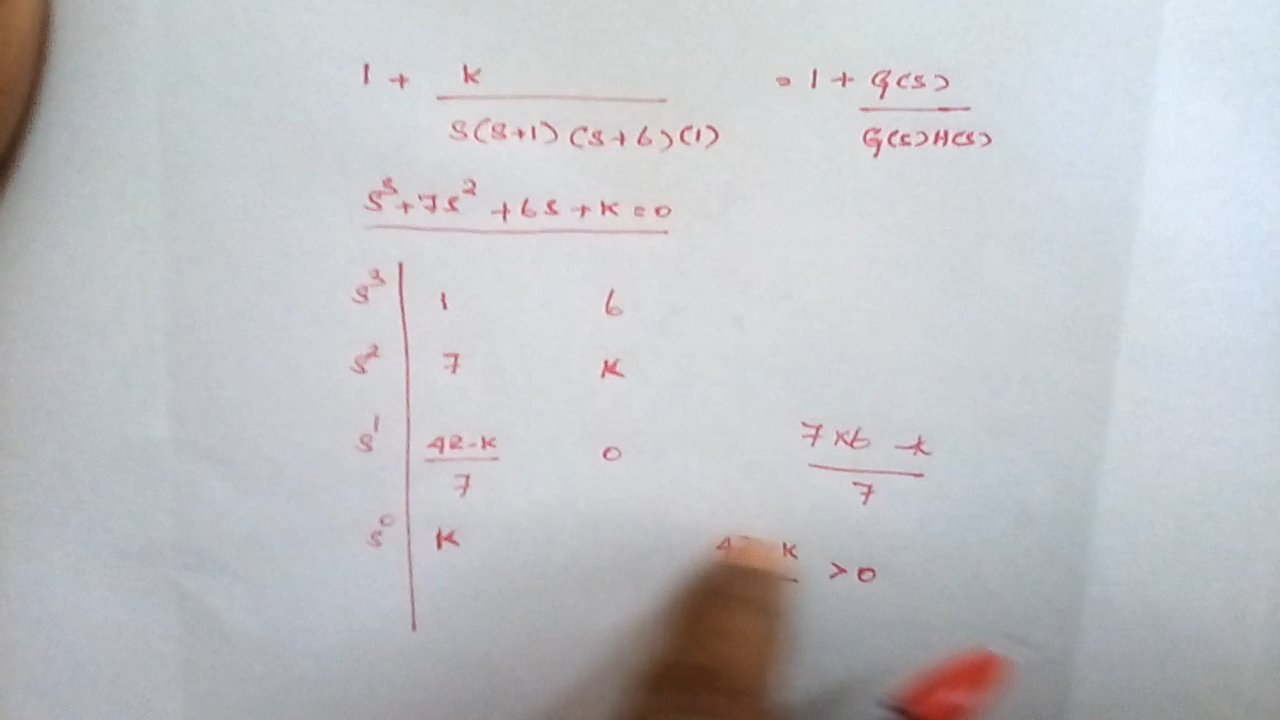 1 + K / s(s+1)(s+6)(1) = 1 + G(s) / G(s)H(s)
s³+7s²+6s+K=0
s³ 1 6
s² 7 K
s¹ 42-K / 7 0
7×6 -K / 7
s⁰ K
K >0